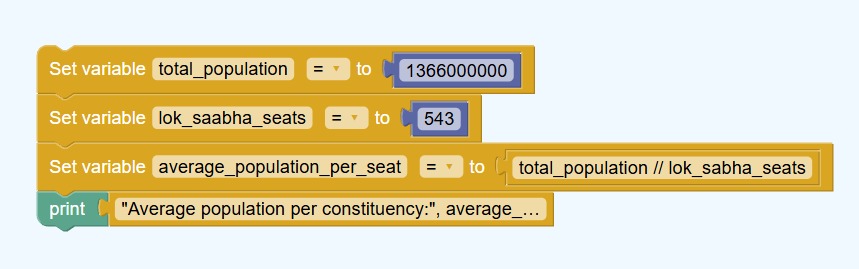 Set variable total_population = to 1366000000
Set variable lok_saabha_seats = to 543
Set variable average_population_per_seat = to total_population // lok_sabha_seats
print "Average population per constituency:", average_...